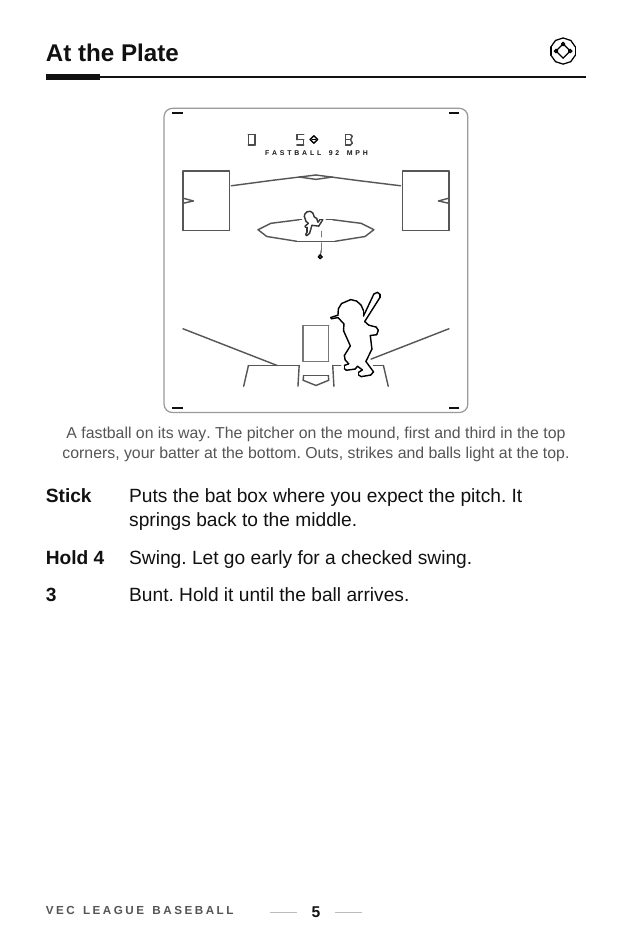 At the Plate
O S B
FASTBALL 92 MPH
A fastball on its way. The pitcher on the mound, first and third in the top
corners, your batter at the bottom. Outs, strikes and balls light at the top.
Stick Puts the bat box where you expect the pitch. It
springs back to the middle.
Hold 4 Swing. Let go early for a checked swing.
3 Bunt. Hold it until the ball arrives.
VEC LEAGUE BASEBALL 5